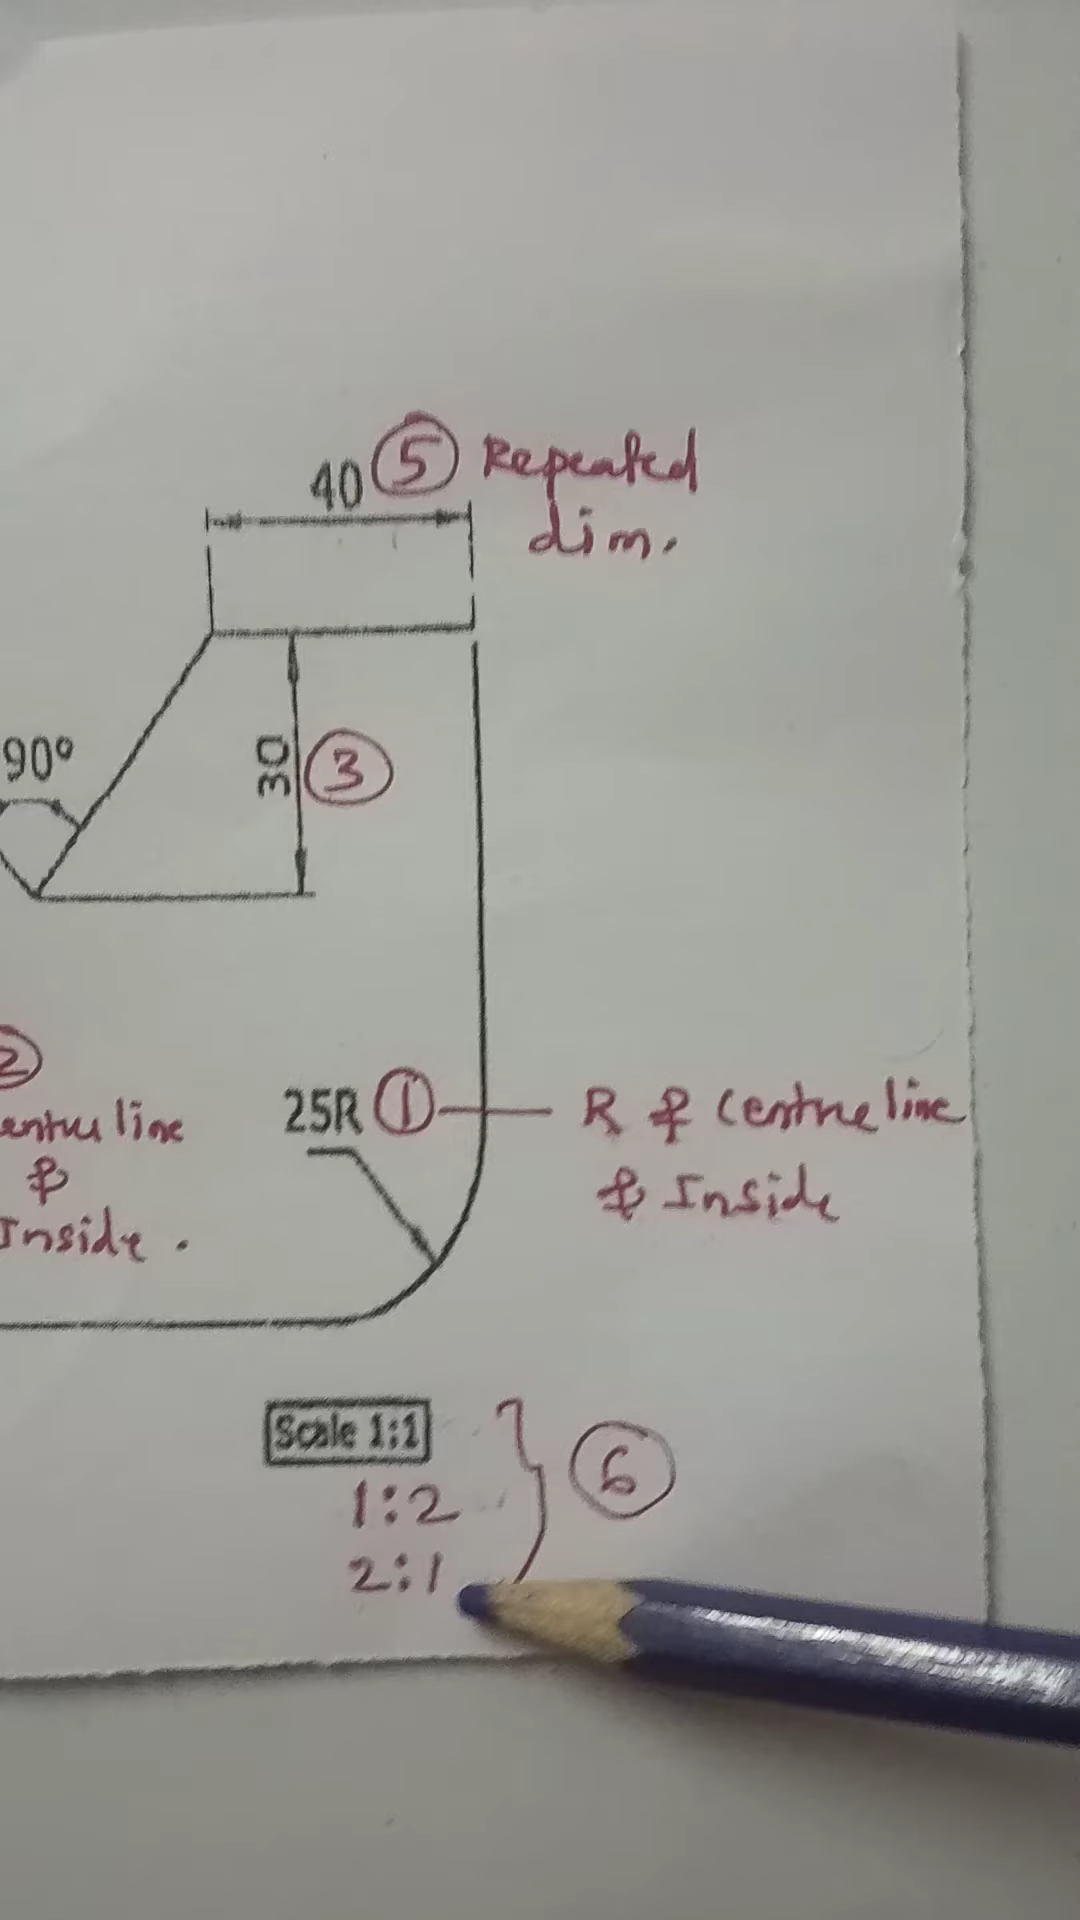 40 5 Repeated
dim.
90°
30 3
2
entre line
&
Inside.
25R 1 R & Centre line
& Inside
Scale 1:1
1:2
2:1
6